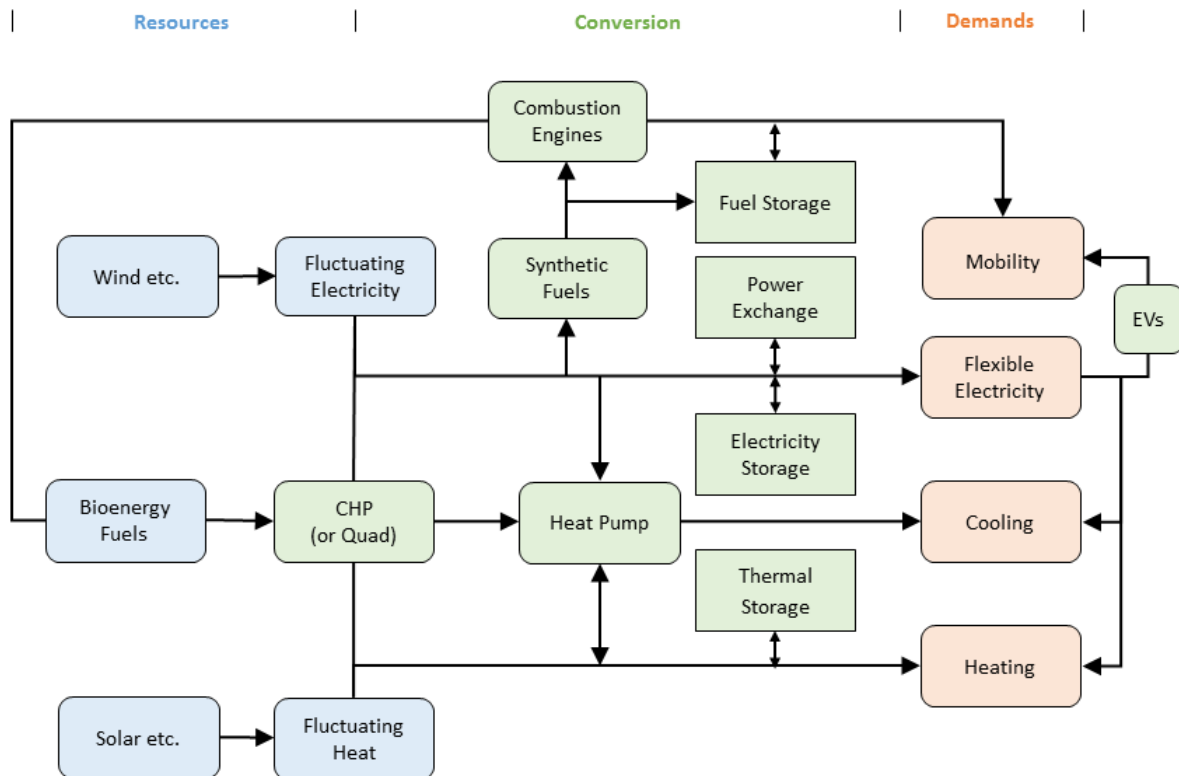 Resources
Conversion
Demands
Combustion
Engines
Fuel Storage
Wind etc.
Fluctuating
Electricity
Synthetic
Fuels
Power
Exchange
Mobility
EVs
Flexible
Electricity
Electricity
Storage
Bioenergy
Fuels
CHP
(or Quad)
Heat Pump
Cooling
Thermal
Storage
Heating
Solar etc.
Fluctuating
Heat